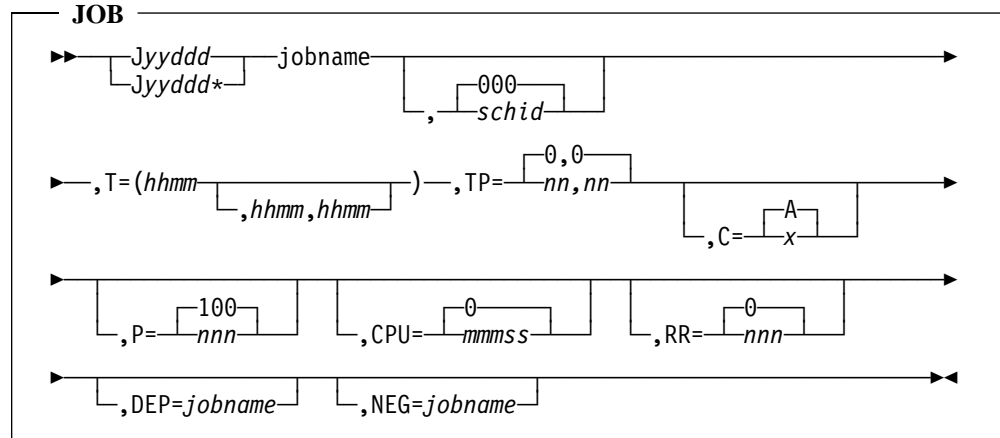 JOB
Jyyddd jobname 000
Jyyddd* , schid
,T=(hhmm ) ,TP= 0,0 A
,hhmm,hhmm nn,nn ,C= x
100 0 0
,P= nnn ,CPU= mmmss ,RR= nnn
,DEP=jobname ,NEG=jobname